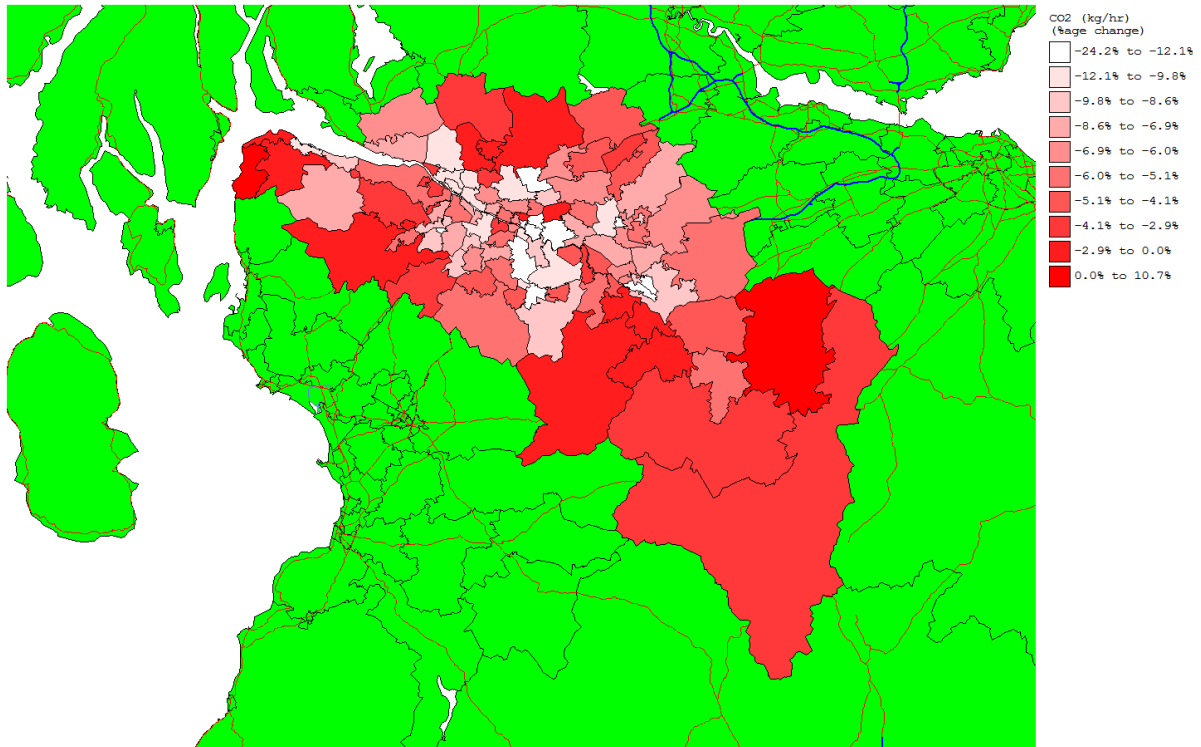 CO2 (kg/hr)
(%age change)
-24.2% to -12.1%
-12.1% to -9.8%
-9.8% to -8.6%
-8.6% to -6.9%
-6.9% to -6.0%
-6.0% to -5.1%
-5.1% to -4.1%
-4.1% to -2.9%
-2.9% to 0.0%
0.0% to 10.7%